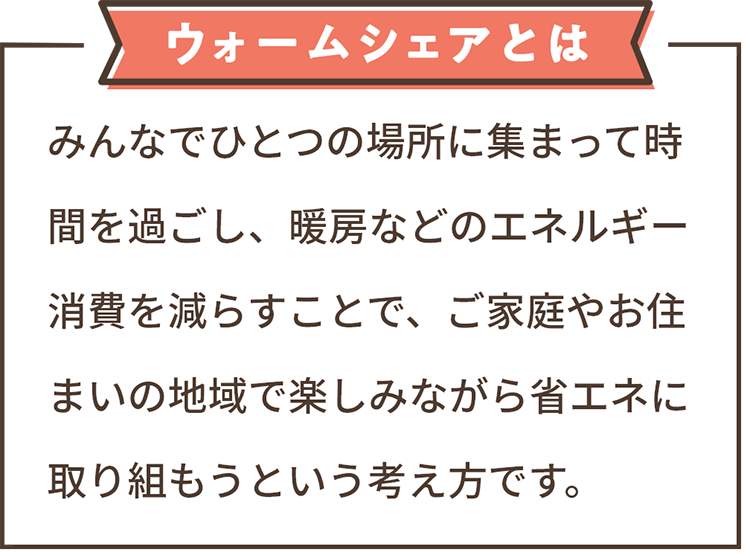 ウォームシェアとは
みんなでひとつの場所に集まって時
間を過ごし、暖房などのエネルギー
消費を減らすことで、ご家庭やお住
まいの地域で楽しみながら省エネに
取り組もうという考え方です。